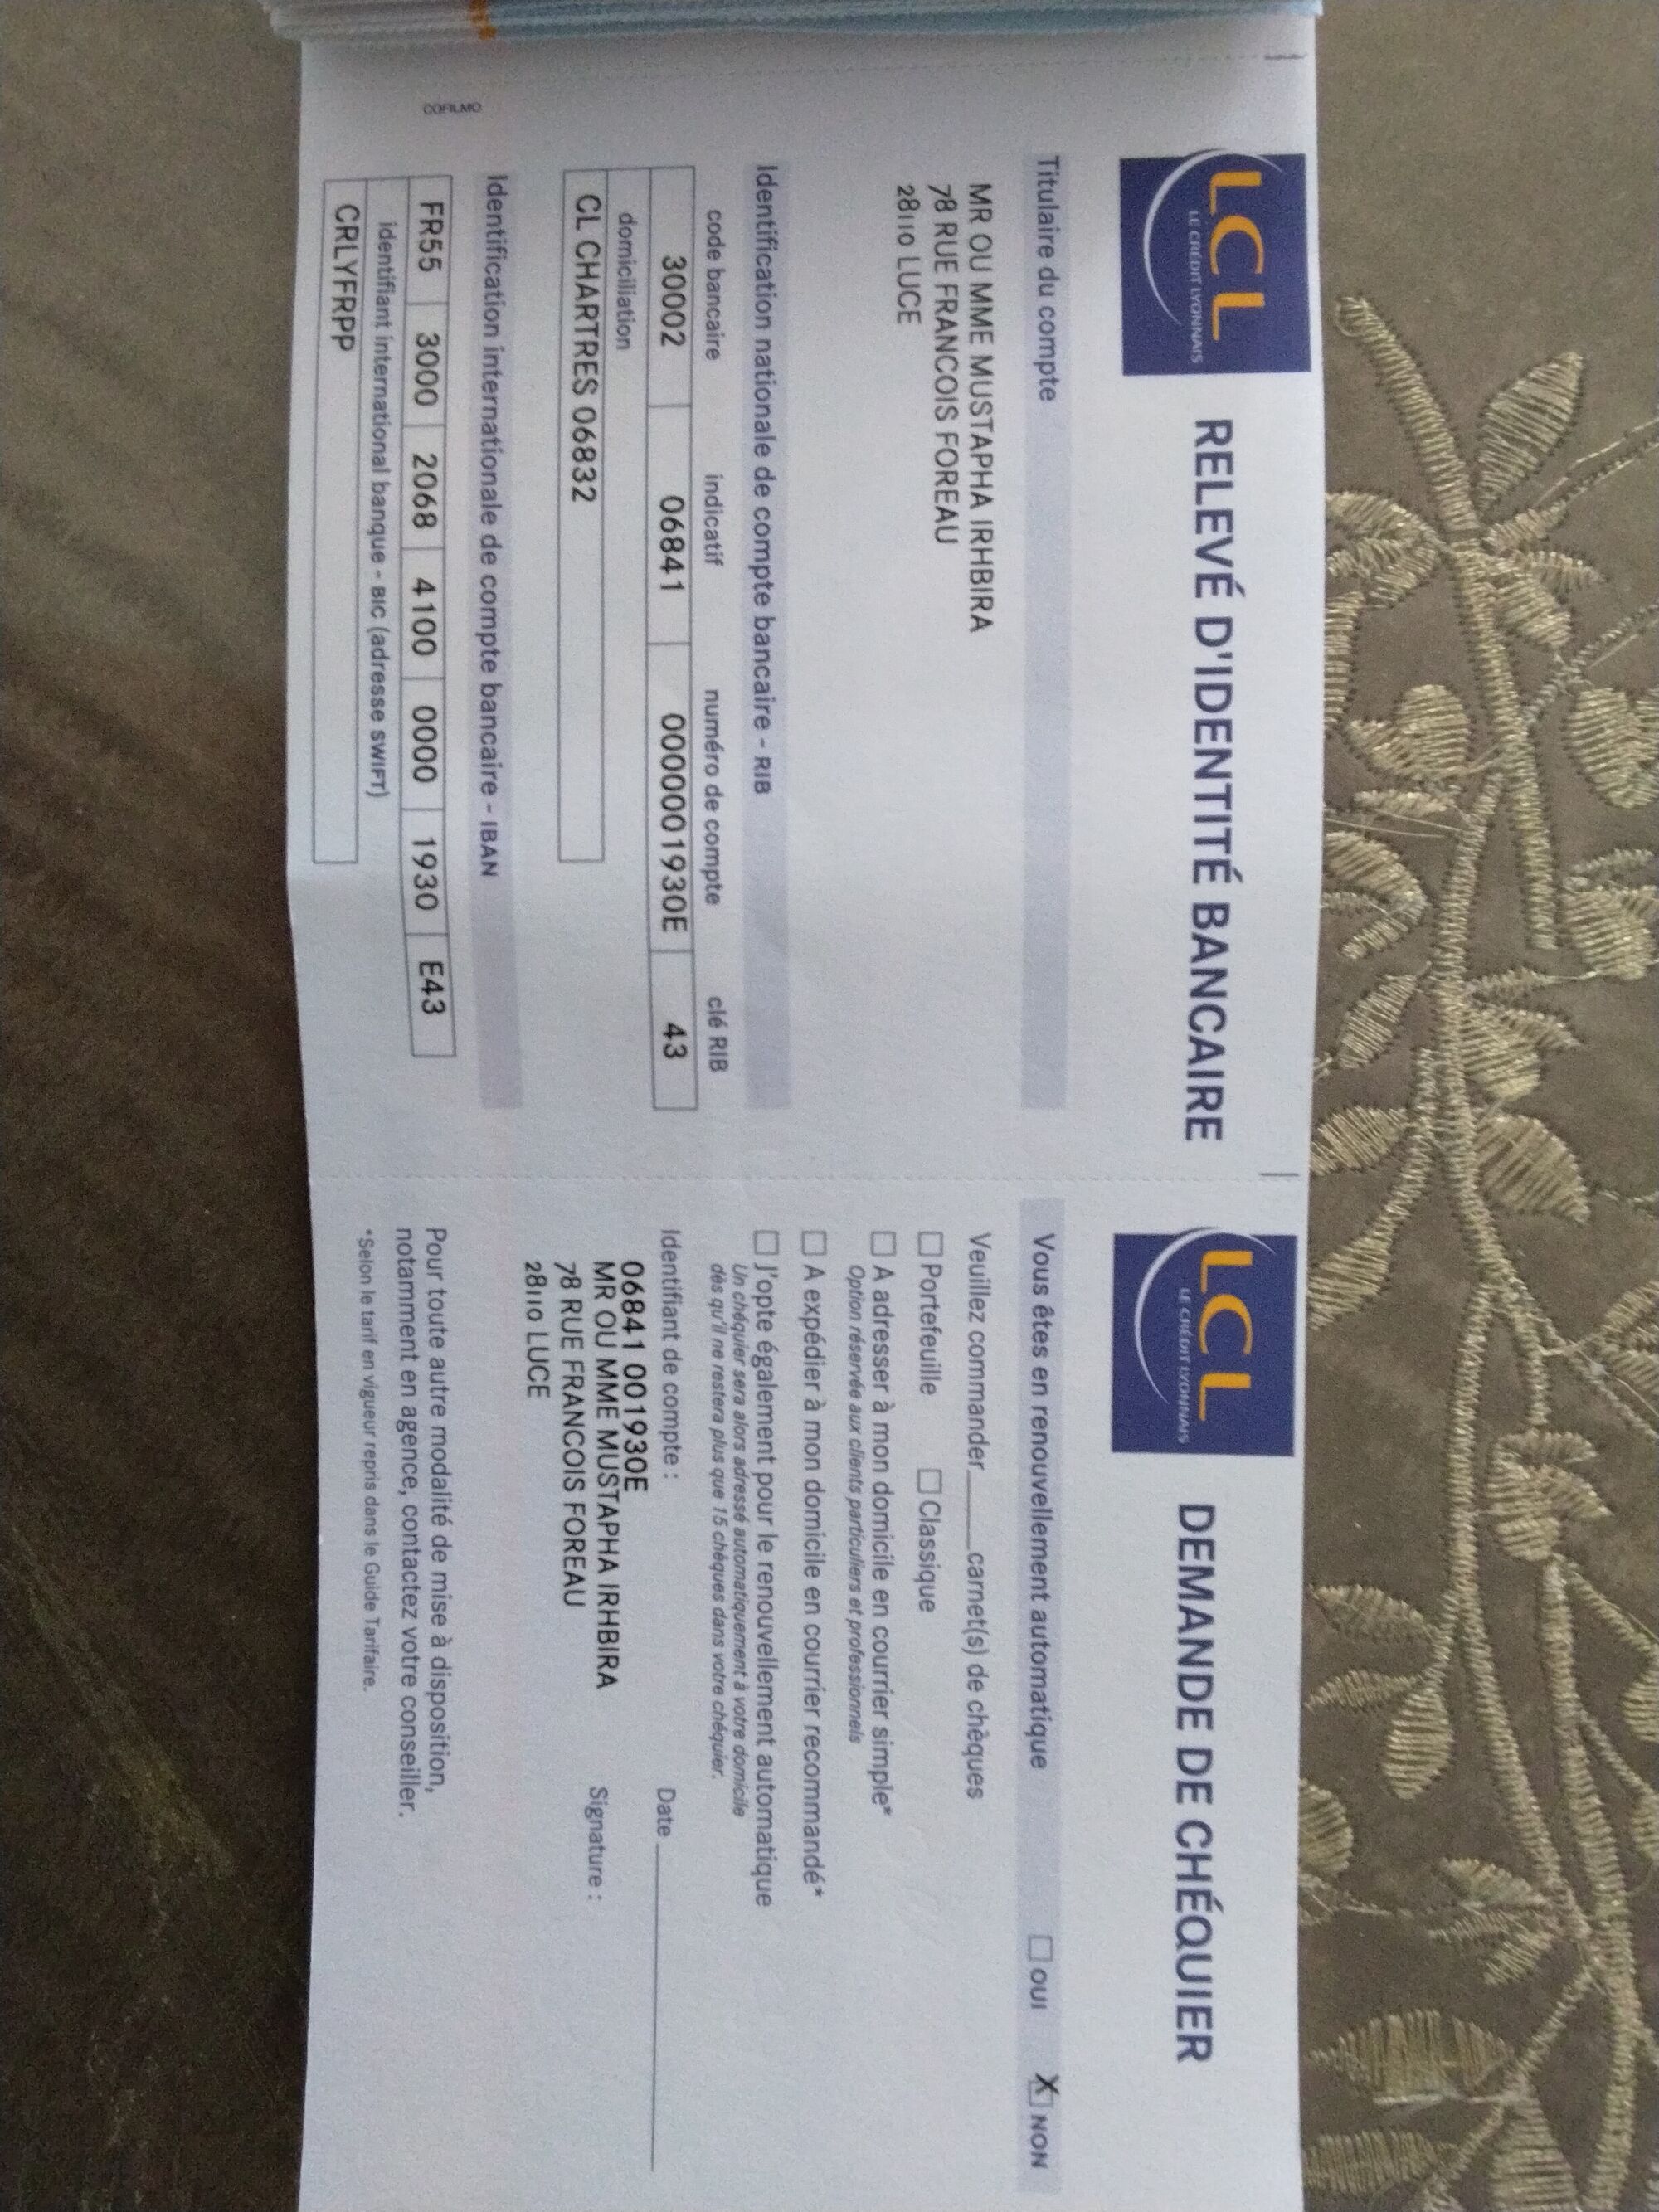 LCL
LE CRÉDIT LYONNAIS
RELEVÉ D'IDENTITÉ BANCAIRE
Titulaire du compte
MR OU MME MUSTAPHA IRHBIRA
78 RUE FRANCOIS FOREAU
28110 LUCE
Identification nationale de compte bancaire - RIB
code bancaire indicatif numéro de compte clé RIB
30002 06841 0000001930E 43
domiciliation
CL CHARTRES 06832
Identification internationale de compte bancaire - IBAN
FR55 3000 2068 4100 0000 1930 E43
identifiant international banque - BIC (adresse SWIFT)
CRLYFRPP
COFILMO
LCL
LE CRÉDIT LYONNAIS
DEMANDE DE CHÉQUIER
Vous êtes en renouvellement automatique OUI X NON
Veuillez commander______carnet(s) de chèques
Portefeuille Classique
A adresser à mon domicile en courrier simple*
Option réservée aux clients particuliers et professionnels
A expédier à mon domicile en courrier recommandé*
J'opte également pour le renouvellement automatique
Un chéquier sera alors adressé automatiquement à votre domicile
dès qu'il ne restera plus que 15 chèques dans votre chéquier.
Identifiant de compte : Date
06841 001930E
MR OU MME MUSTAPHA IRHBIRA Signature :
78 RUE FRANCOIS FOREAU
28110 LUCE
Pour toute autre modalité de mise à disposition,
notamment en agence, contactez votre conseiller.
*Selon le tarif en vigueur repris dans le Guide Tarifaire.